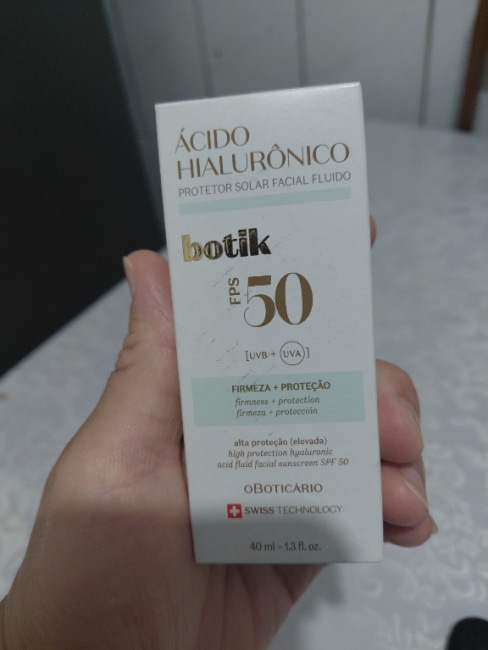 ÁCIDO
HIALURÔNICO
PROTETOR SOLAR FACIAL FLUIDO
botik
FPS 50
[UVB + UVA]
FIRMEZA + PROTEÇÃO
firmness + protection
firmeza + protección
alta proteção (elevada)
high protection hyaluronic
acid fluid facial sunscreen SPF 50
oBOTICÁRIO
SWISS TECHNOLOGY
40 ml - 1.3 fl. oz.